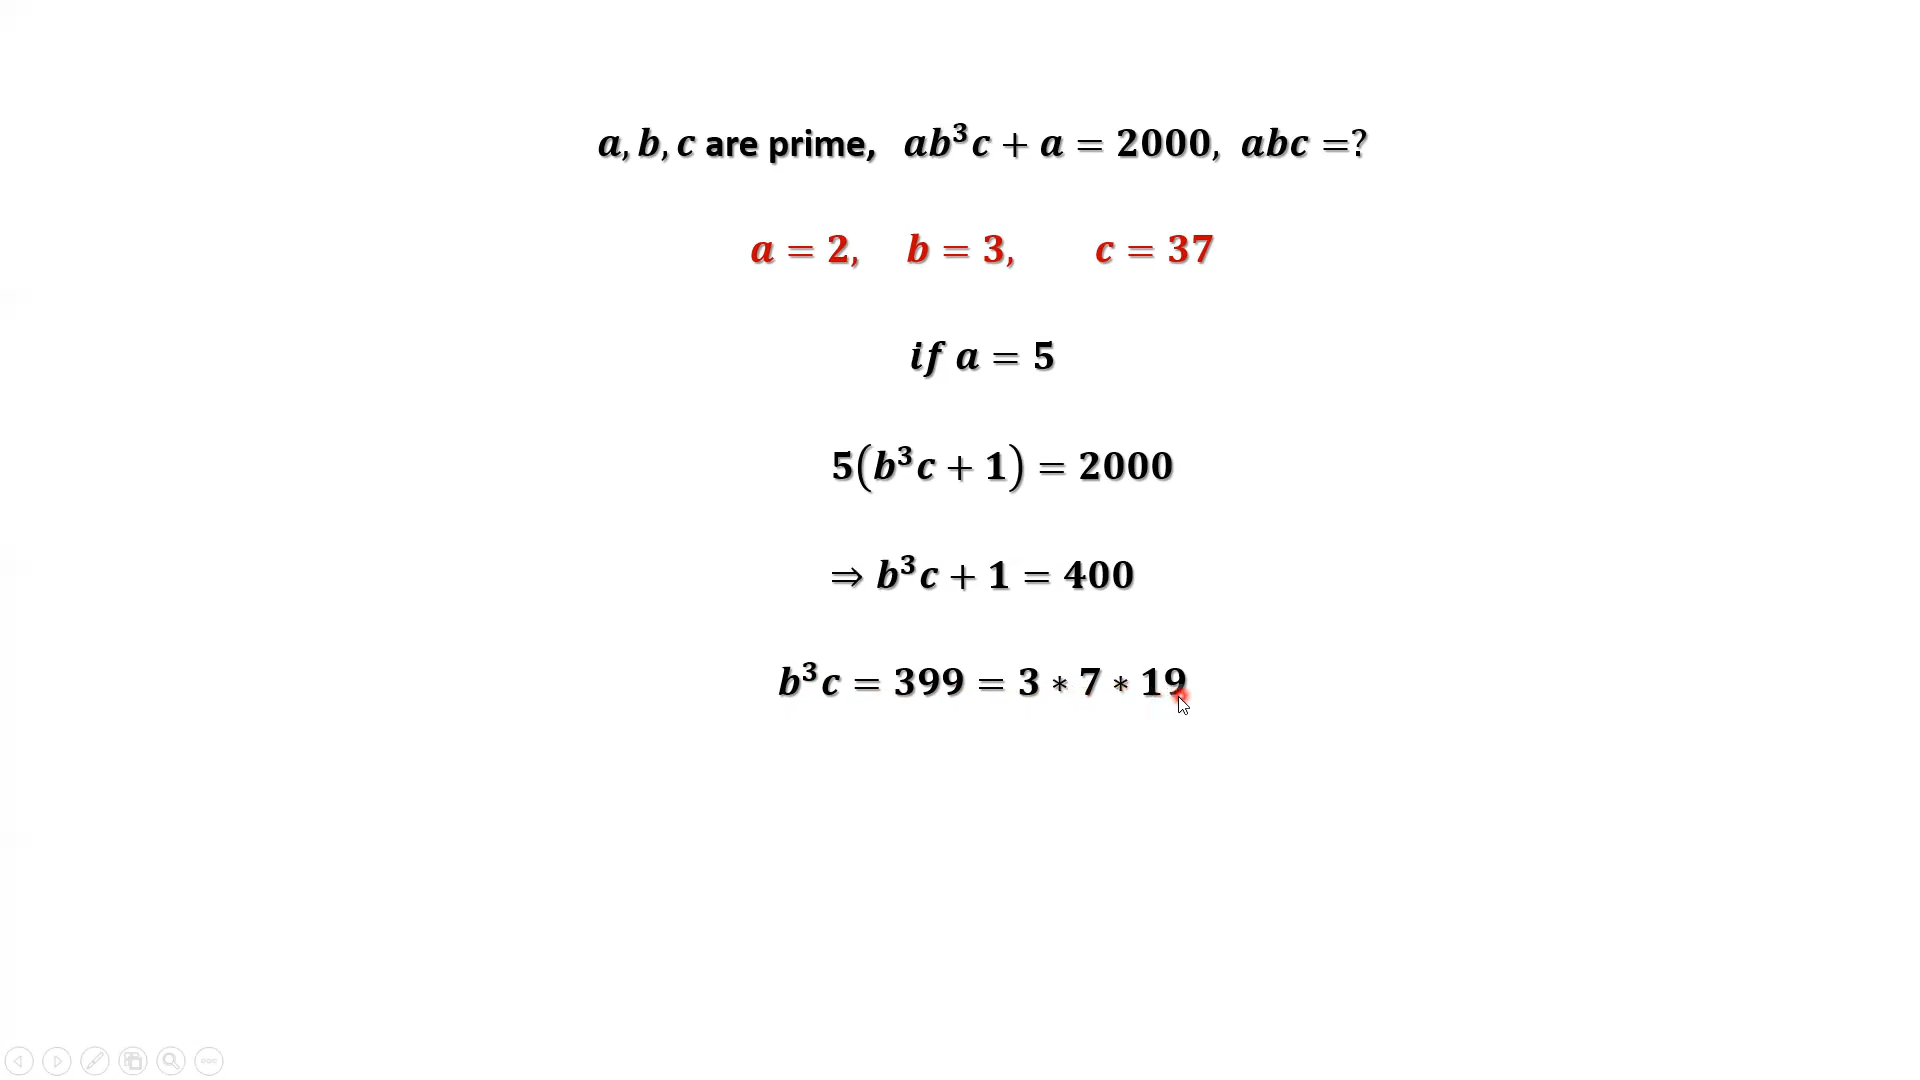 a, b, c are prime, ab³c + a = 2000, abc =?
a = 2, b = 3, c = 37
if a = 5
5(b³c + 1) = 2000
⇒ b³c + 1 = 400
b³c = 399 = 3 * 7 * 19